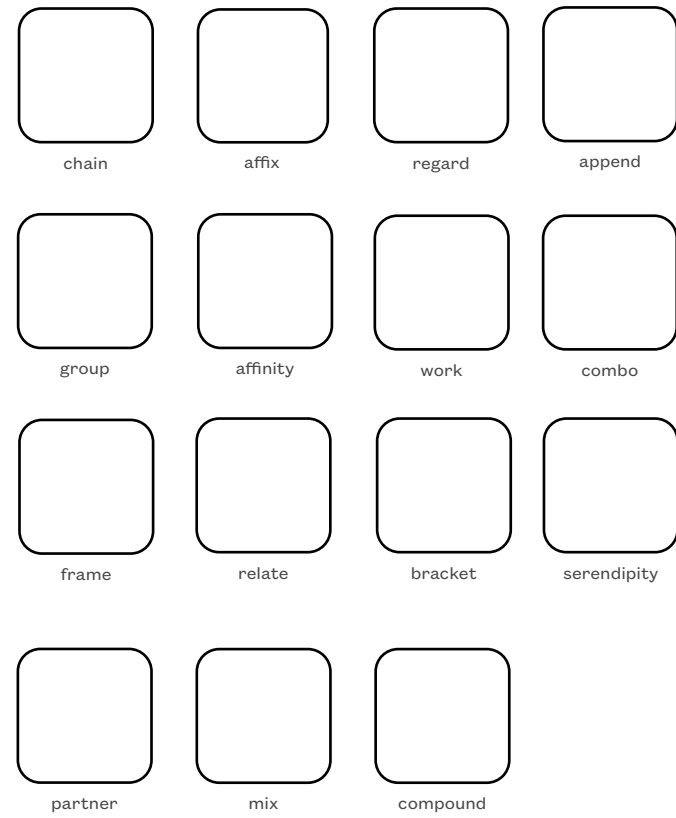 chain affix regard append
group affinity work combo
frame relate bracket serendipity
partner mix compound